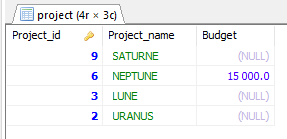 project (4r × 3c)
Project_id Project_name Budget
9 SATURNE (NULL)
6 NEPTUNE 15 000.0
3 LUNE (NULL)
2 URANUS (NULL)